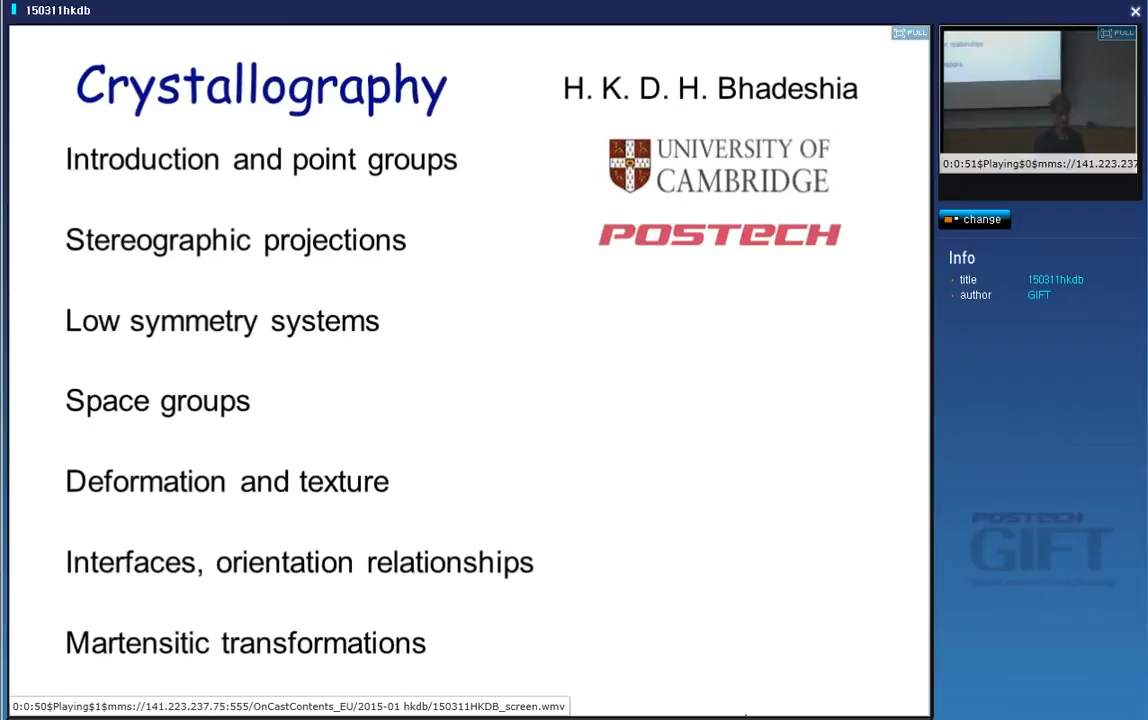 150311hkdb
FULL
Crystallography
H. K. D. H. Bhadeshia
Introduction and point groups
UNIVERSITY OF
CAMBRIDGE
POSTECH
Stereographic projections
Low symmetry systems
Space groups
Deformation and texture
Interfaces, orientation relationships
Martensitic transformations
0:0:50$Playing$1$mms://141.223.237.75:555/OnCastContents_EU/2015-01 hkdb/150311HKDB_screen.wmv
FULL
relationships
0:0:51$Playing$0$mms://141.223.237
change
Info
title 150311hkdb
author GIFT
POSTECH
GIFT